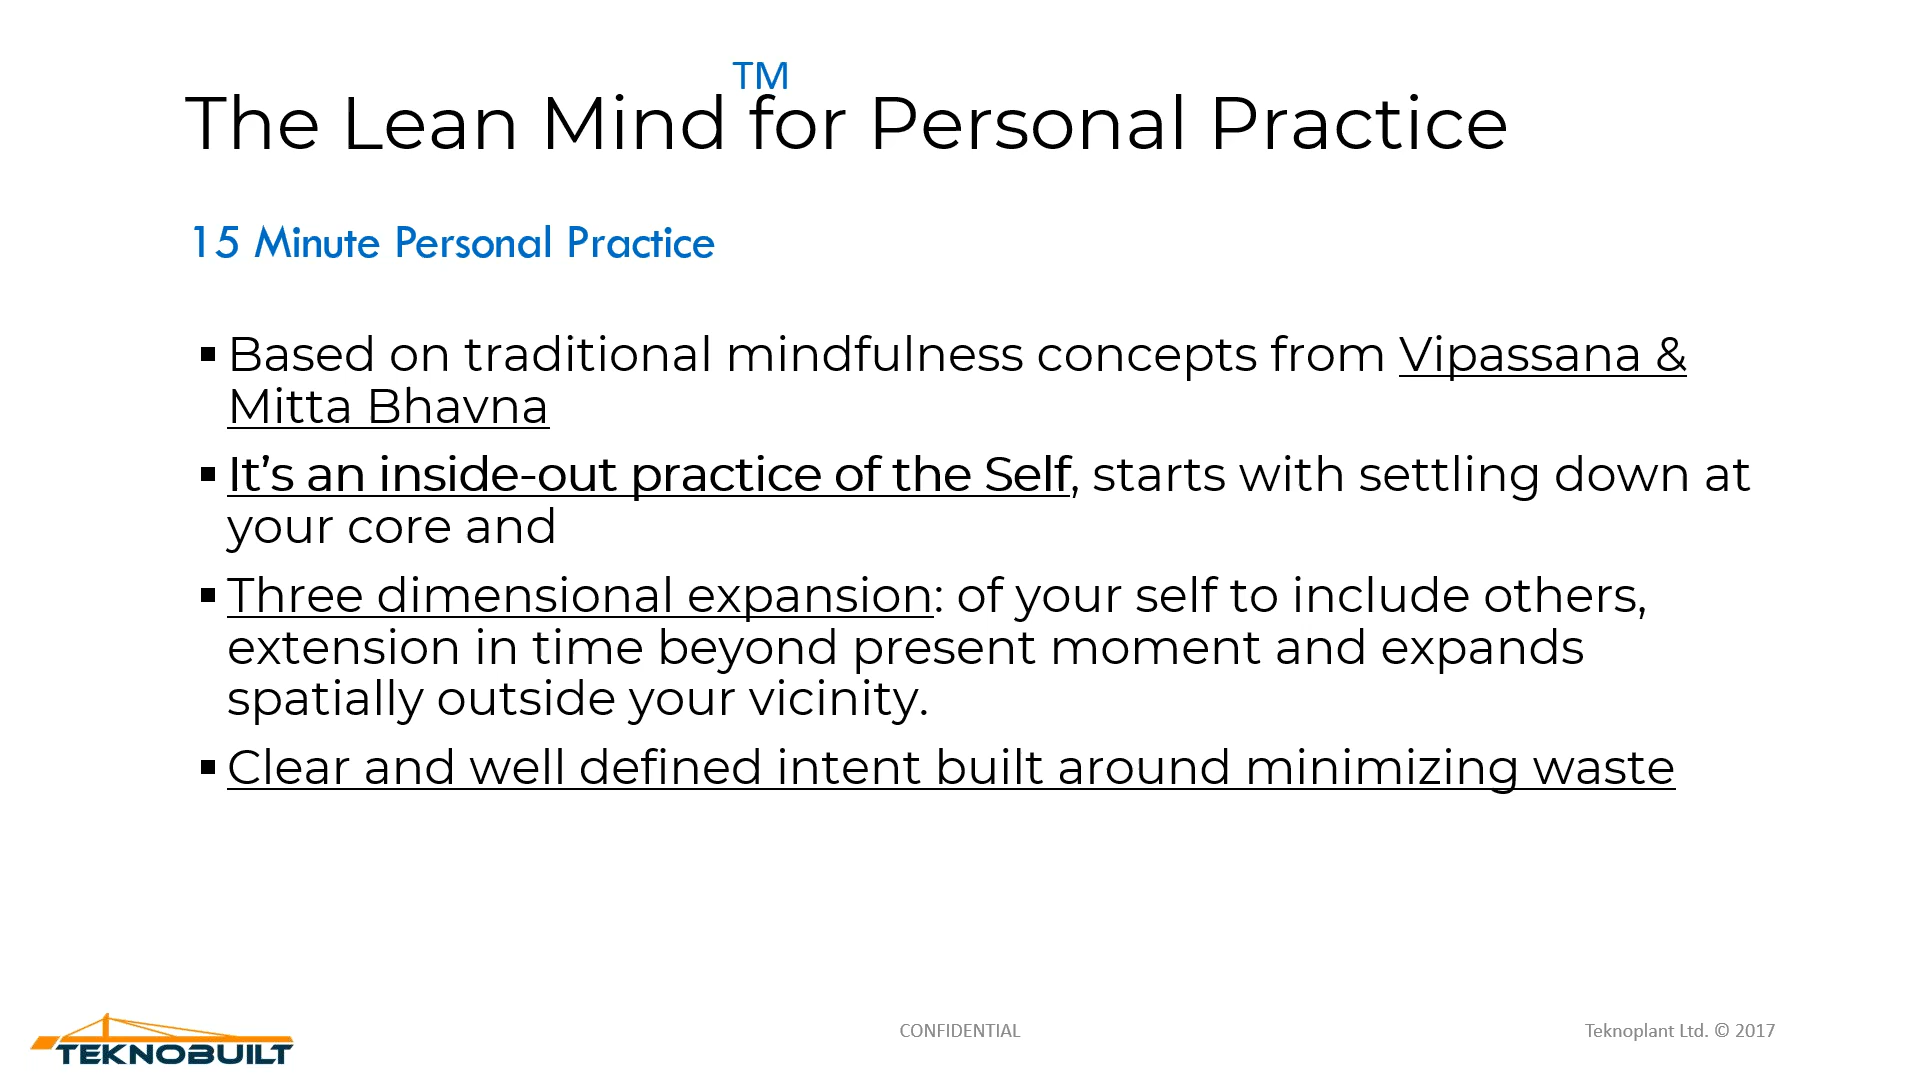 The Lean Mind™ for Personal Practice
15 Minute Personal Practice
▪ Based on traditional mindfulness concepts from Vipassana &
Mitta Bhavna
▪ It’s an inside-out practice of the Self, starts with settling down at
your core and
▪ Three dimensional expansion: of your self to include others,
extension in time beyond present moment and expands
spatially outside your vicinity.
▪ Clear and well defined intent built around minimizing waste
TEKNOBUILT
CONFIDENTIAL
Teknoplant Ltd. © 2017